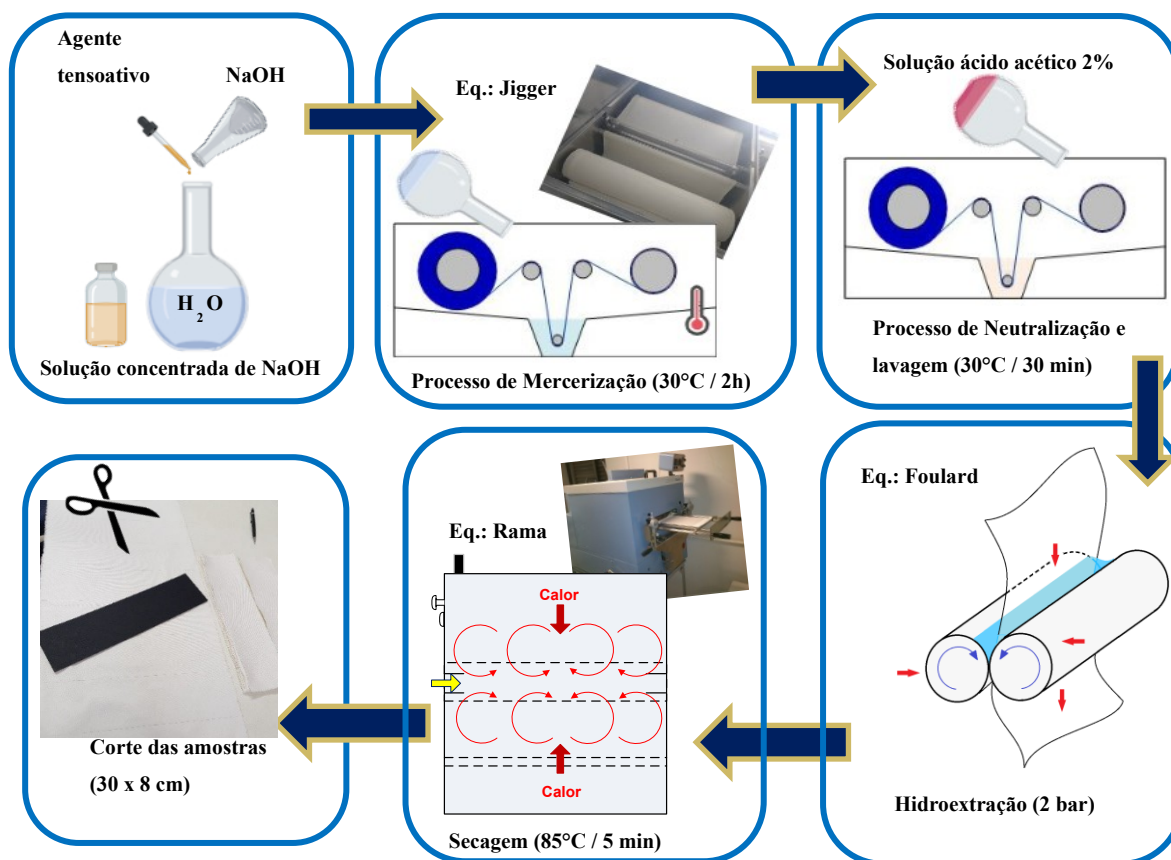 Agente
tensoativo
NaOH
H2O
Solução concentrada de NaOH
Eq.: Jigger
Processo de Mercerização (30°C / 2h)
Solução ácido acético 2%
Processo de Neutralização e
lavagem (30°C / 30 min)
Eq.: Foulard
Hidroextração (2 bar)
Eq.: Rama
Calor
Calor
Secagem (85°C / 5 min)
Corte das amostras
(30 x 8 cm)